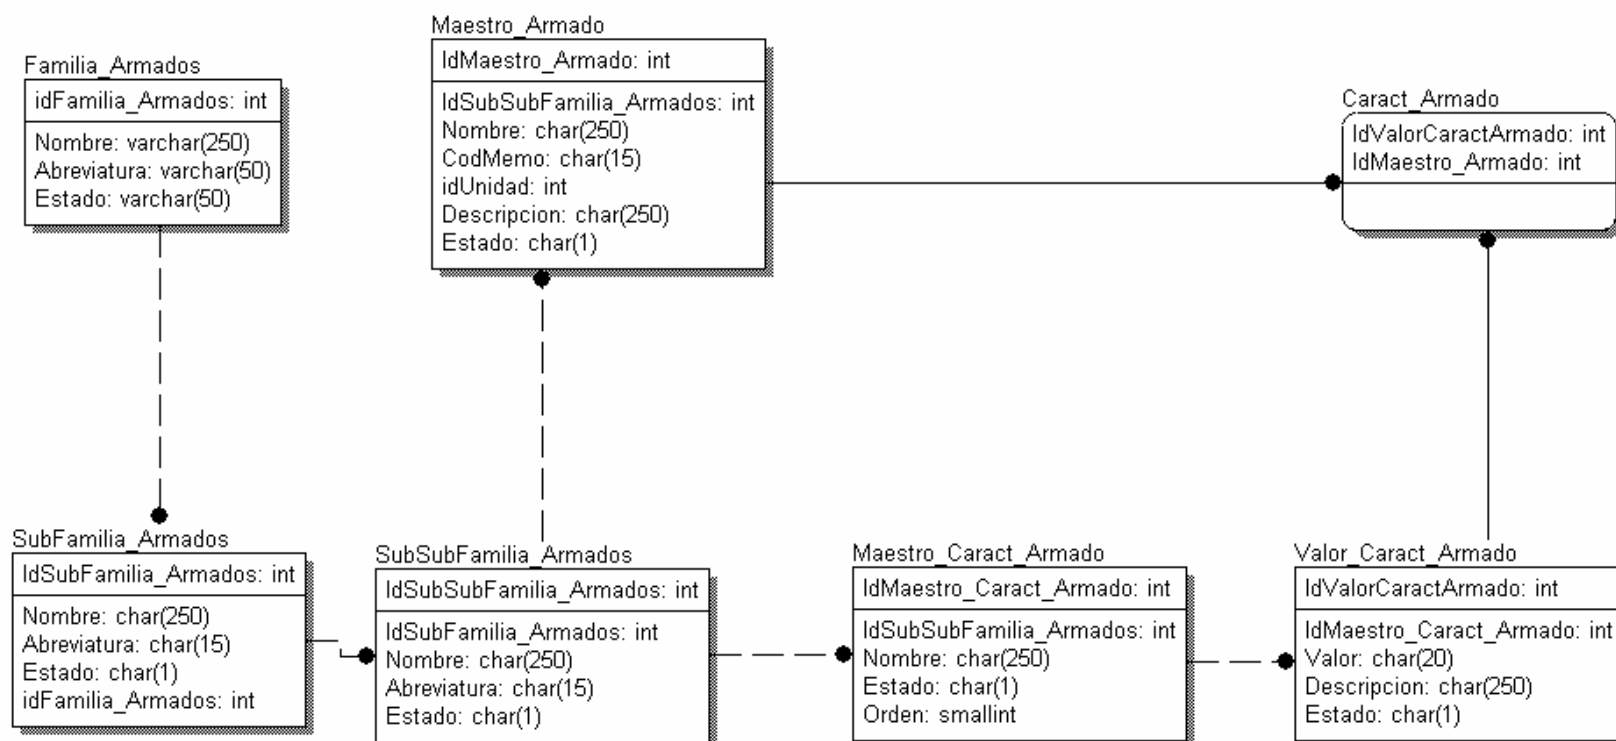 Familia_Armados
idFamilia_Armados: int
Nombre: varchar(250)
Abreviatura: varchar(50)
Estado: varchar(50)
Maestro_Armado
IdMaestro_Armado: int
IdSubSubFamilia_Armados: int
Nombre: char(250)
CodMemo: char(15)
idUnidad: int
Descripcion: char(250)
Estado: char(1)
Caract_Armado
IdValorCaractArmado: int
IdMaestro_Armado: int
SubFamilia_Armados
IdSubFamilia_Armados: int
Nombre: char(250)
Abreviatura: char(15)
Estado: char(1)
idFamilia_Armados: int
SubSubFamilia_Armados
IdSubSubFamilia_Armados: int
IdSubFamilia_Armados: int
Nombre: char(250)
Abreviatura: char(15)
Estado: char(1)
Maestro_Caract_Armado
IdMaestro_Caract_Armado: int
IdSubSubFamilia_Armados: int
Nombre: char(250)
Estado: char(1)
Orden: smallint
Valor_Caract_Armado
IdValorCaractArmado: int
IdMaestro_Caract_Armado: int
Valor: char(20)
Descripcion: char(250)
Estado: char(1)